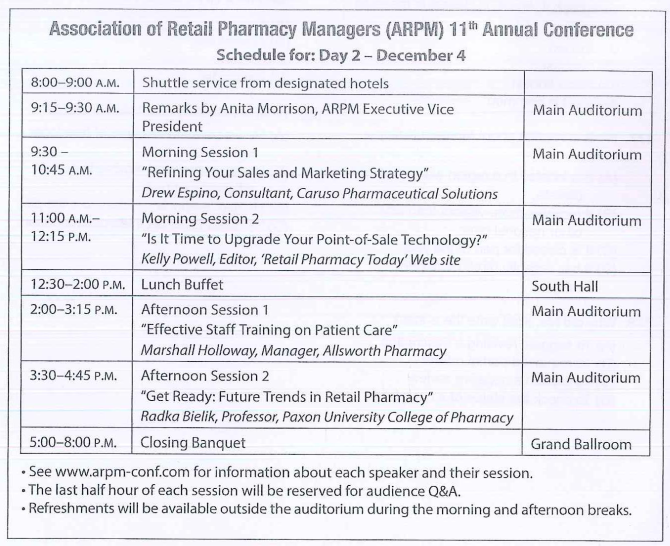 Association of Retail Pharmacy Managers (ARPM) 11th Annual Conference
Schedule for: Day 2 – December 4
8:00–9:00 A.M. Shuttle service from designated hotels
9:15–9:30 A.M. Remarks by Anita Morrison, ARPM Executive Vice Main Auditorium
President
9:30 – Morning Session 1 Main Auditorium
10:45 A.M. “Refining Your Sales and Marketing Strategy”
Drew Espino, Consultant, Caruso Pharmaceutical Solutions
11:00 A.M.– Morning Session 2 Main Auditorium
12:15 P.M. “Is It Time to Upgrade Your Point-of-Sale Technology?”
Kelly Powell, Editor, ‘Retail Pharmacy Today’ Web site
12:30–2:00 P.M. Lunch Buffet South Hall
2:00–3:15 P.M. Afternoon Session 1 Main Auditorium
“Effective Staff Training on Patient Care”
Marshall Holloway, Manager, Allsworth Pharmacy
3:30–4:45 P.M. Afternoon Session 2 Main Auditorium
“Get Ready: Future Trends in Retail Pharmacy”
Radka Bielik, Professor, Paxon University College of Pharmacy
5:00–8:00 P.M. Closing Banquet Grand Ballroom
• See www.arpm-conf.com for information about each speaker and their session.
• The last half hour of each session will be reserved for audience Q&A.
• Refreshments will be available outside the auditorium during the morning and afternoon breaks.